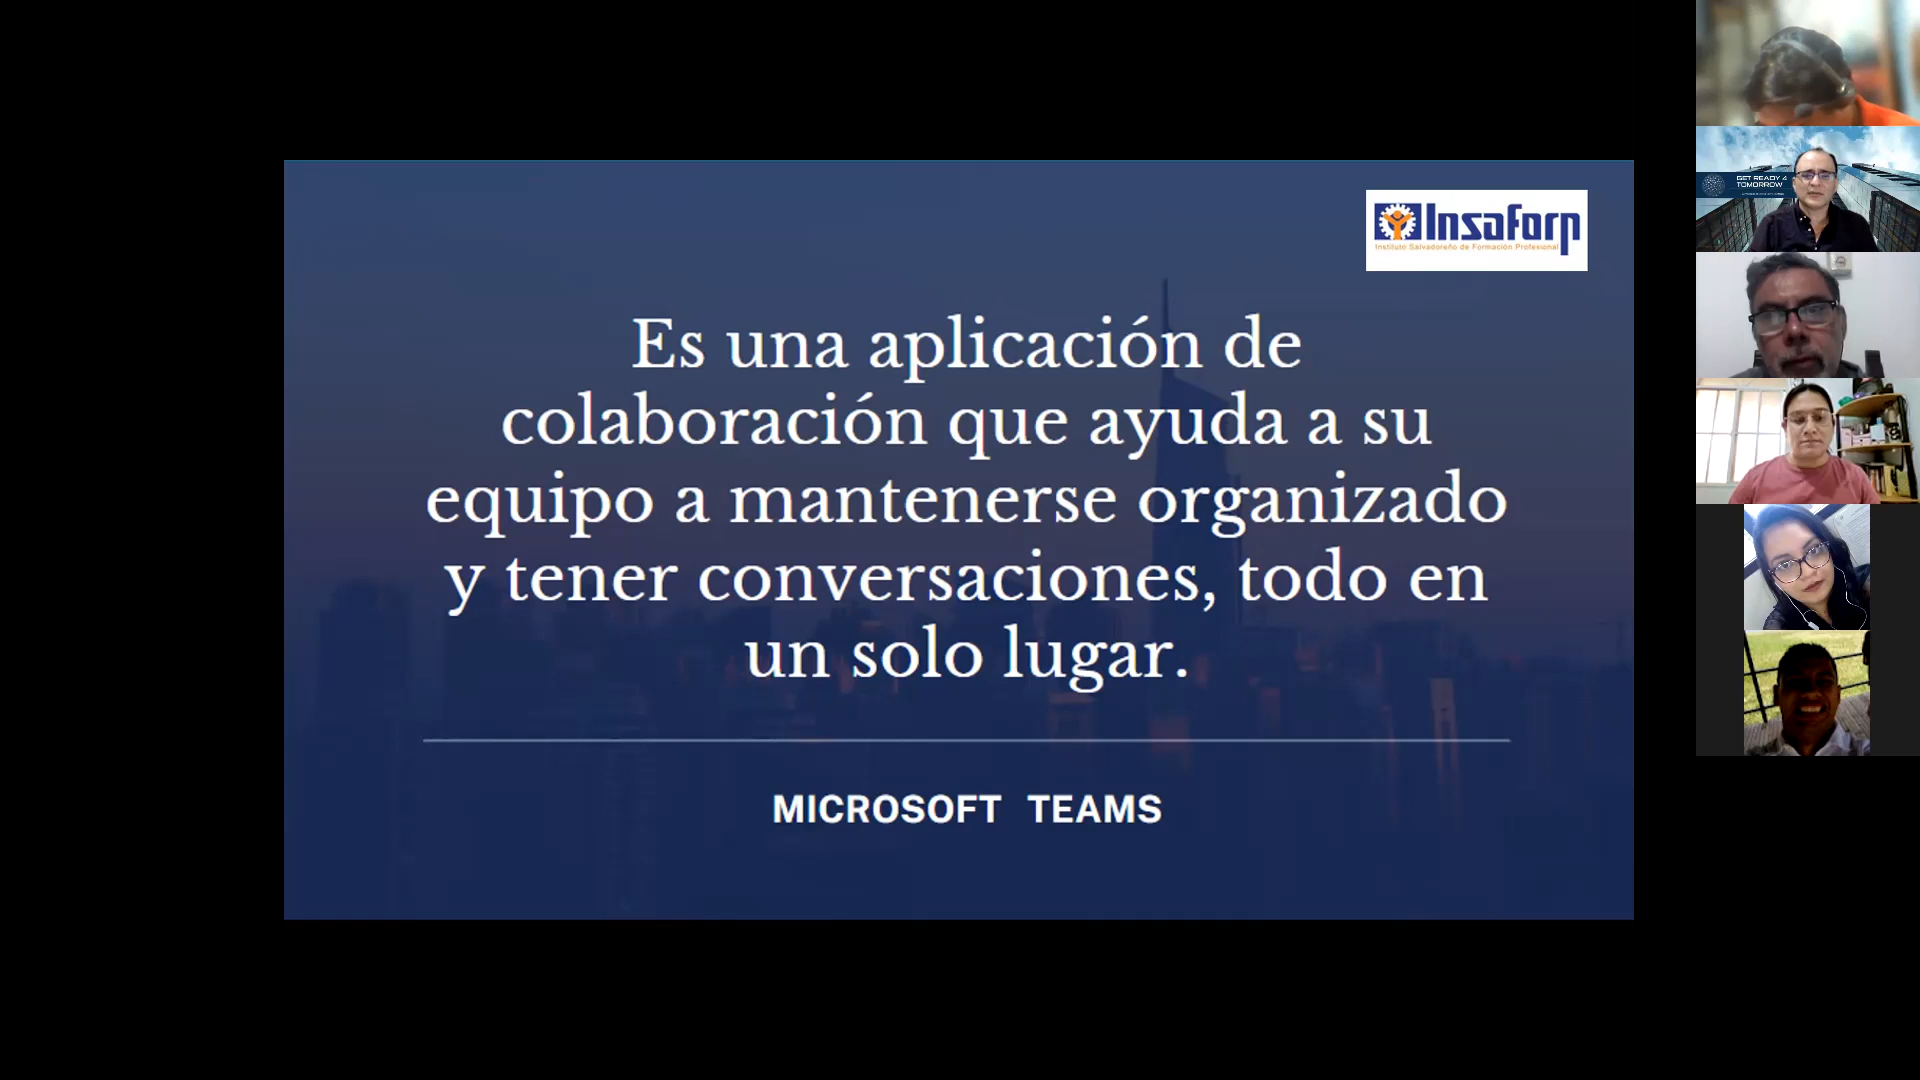 Insaforp
Instituto Salvadoreño de Formación Profesional
Es una aplicación de
colaboración que ayuda a su
equipo a mantenerse organizado
y tener conversaciones, todo en
un solo lugar.
MICROSOFT TEAMS
GET READY 4
TOMORROW